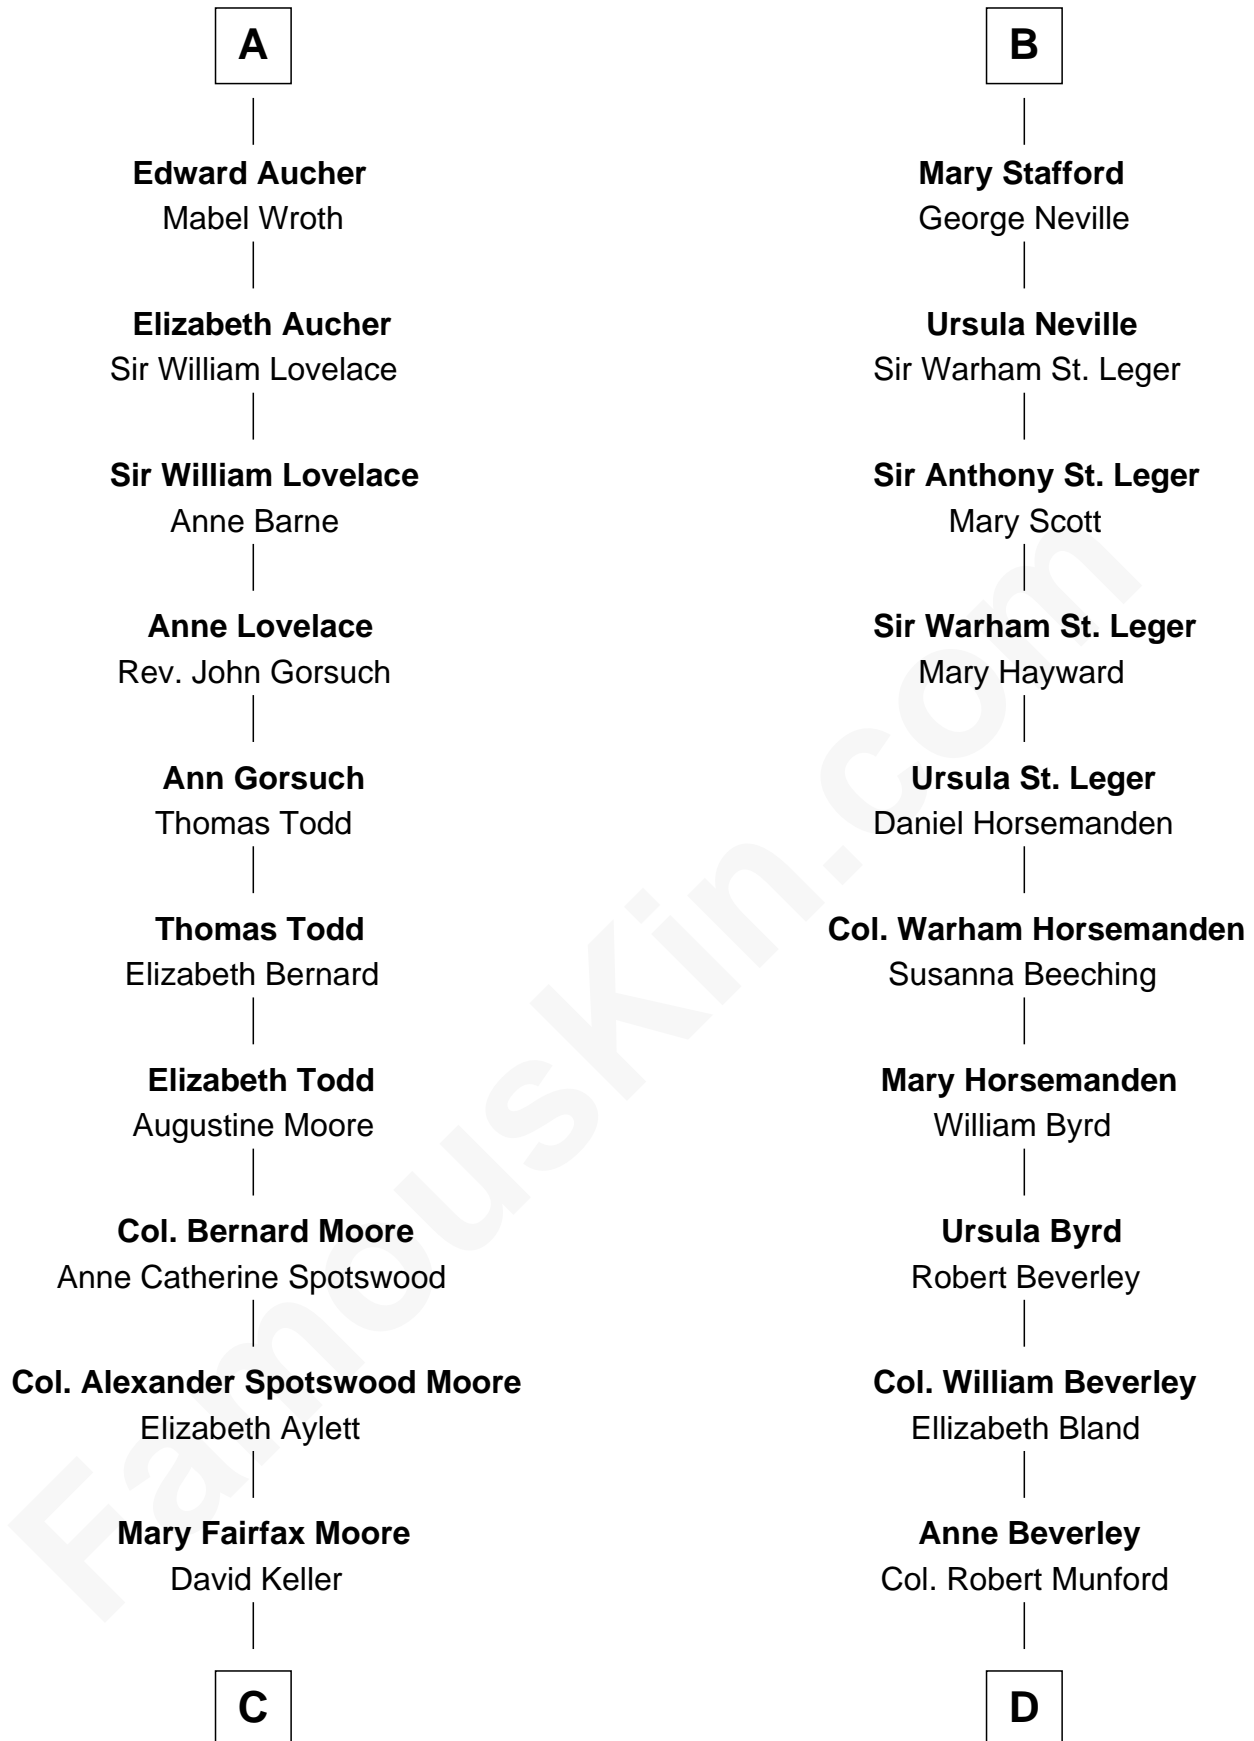 A
Edward Aucher
Mabel Wroth
Elizabeth Aucher
Sir William Lovelace
Sir William Lovelace
Anne Barne
Anne Lovelace
Rev. John Gorsuch
Ann Gorsuch
Thomas Todd
Thomas Todd
Elizabeth Bernard
Elizabeth Todd
Augustine Moore
Col. Bernard Moore
Anne Catherine Spotswood
Col. Alexander Spotswood Moore
Elizabeth Aylett
Mary Fairfax Moore
David Keller
C
B
Mary Stafford
George Neville
Ursula Neville
Sir Warham St. Leger
Sir Anthony St. Leger
Mary Scott
Sir Warham St. Leger
Mary Hayward
Ursula St. Leger
Daniel Horsemanden
Col. Warham Horsemanden
Susanna Beeching
Mary Horsemanden
William Byrd
Ursula Byrd
Robert Beverley
Col. William Beverley
Ellizabeth Bland
Anne Beverley
Col. Robert Munford
D
FamousKin.com